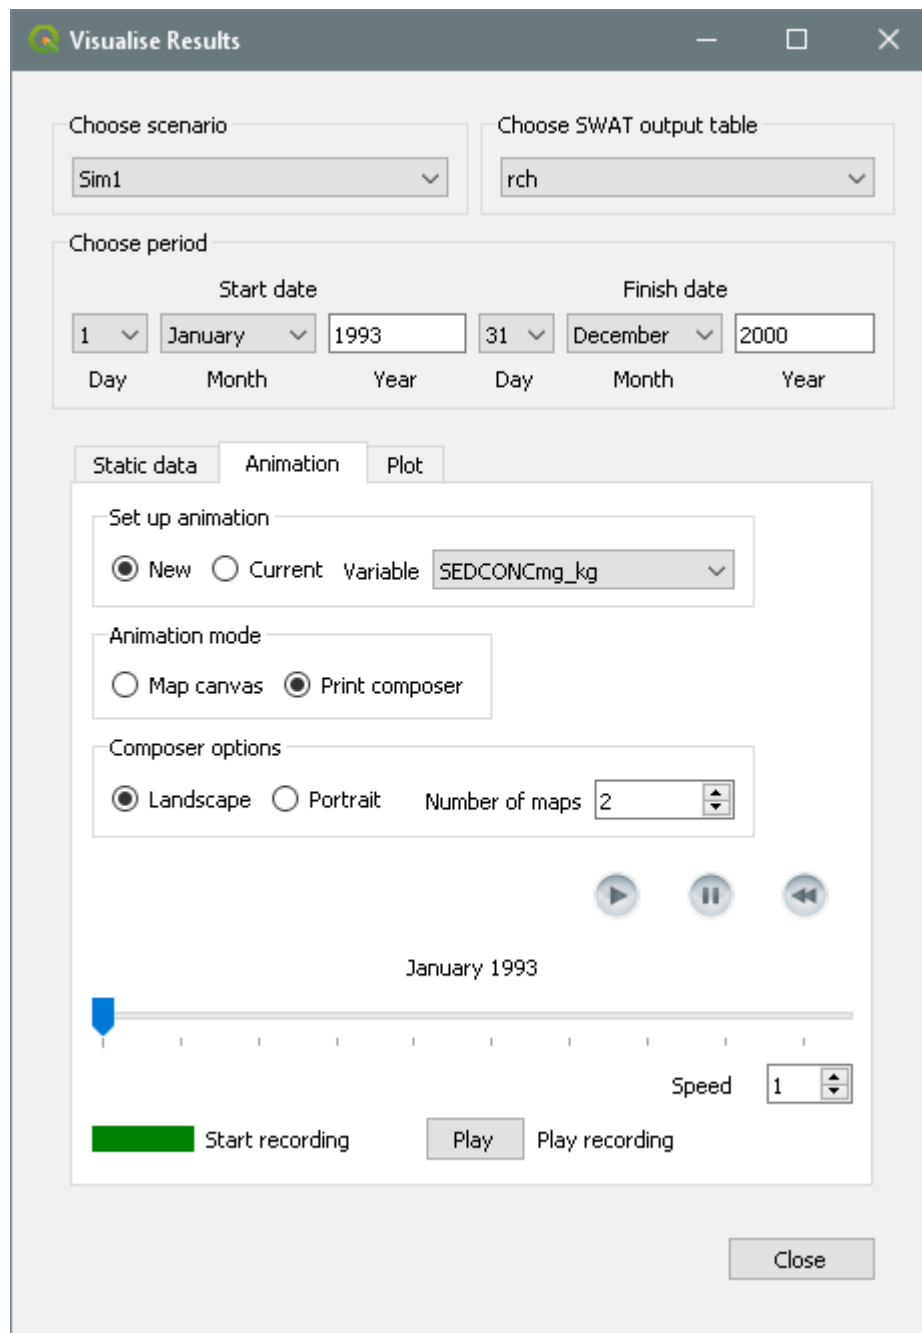 Visualise Results
Choose scenario
Choose SWAT output table
Sim1
rch
Choose period
Start date
Finish date
1 January 1993 31 December 2000
Day Month Year Day Month Year
Static data Animation Plot
Set up animation
New Current Variable SEDCONCmg_kg
Animation mode
Map canvas Print composer
Composer options
Landscape Portrait Number of maps 2
January 1993
Speed 1
Start recording Play Play recording
Close